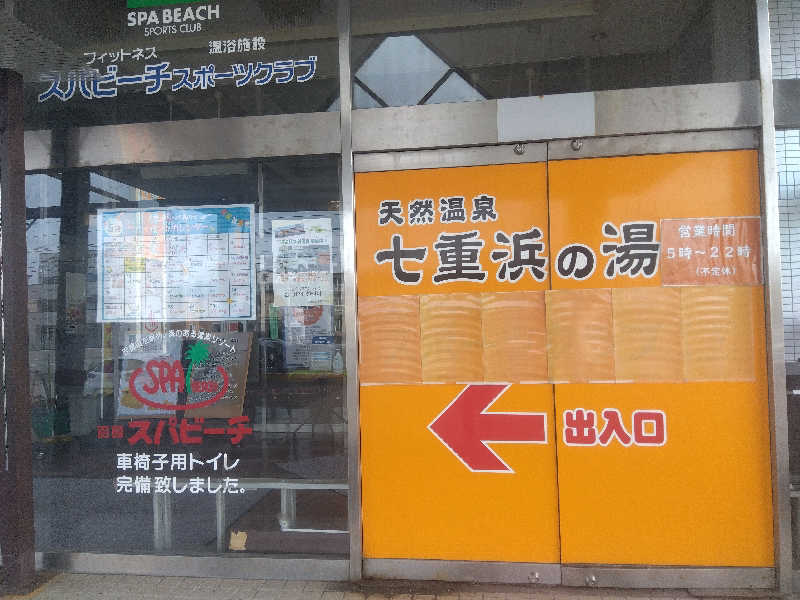 SPA BEACH
SPORTS CLUB
フィットネス 温浴施設
スパビーチスポーツクラブ
天然温泉
七重浜の湯
営業時間
5時～22時
(不定休)
出入口
SPA
BEACH
函館 スパビーチ
車椅子用トイレ
完備致しました。